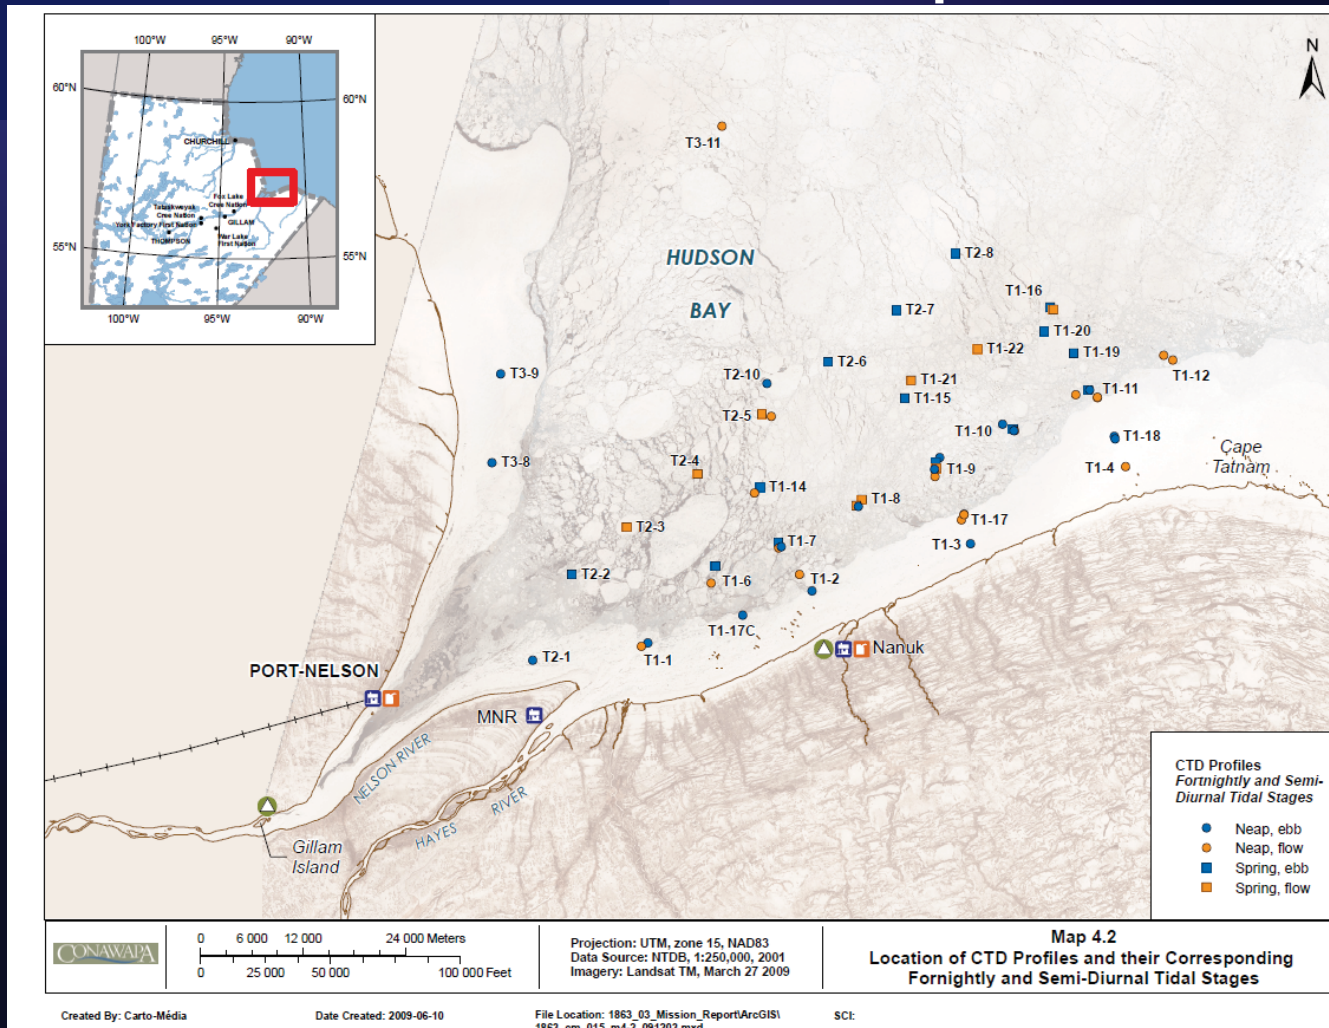 100°W 95°W 90°W
60°N
60°N
CHURCHILL
Fox Lake
Cree Nation
Tataskweyak
Cree Nation
York Factory First Nation
GILLAM
THOMPSON
War Lake
First Nation
55°N
55°N
100°W 95°W 90°W
N
T3-11
HUDSON
BAY
T2-8
T1-16
T2-7
T1-20
T1-22
T1-19
T2-6
T1-12
T3-9
T2-10
T1-21
T1-11
T1-15
T2-5
T1-10
T1-18
Cape
Tatnam
T3-8
T2-4
T1-9
T1-4
T1-14
T1-8
T1-17
T2-3
T1-7
T1-3
T2-2
T1-6
T1-2
T1-17C
T2-1
T1-1
Nanuk
PORT-NELSON
MNR
NELSON RIVER
HAYES RIVER
Gillam
Island
CTD Profiles
Fortnightly and Semi-
Diurnal Tidal Stages
Neap, ebb
Neap, flow
Spring, ebb
Spring, flow
CONAWAPA
0 6 000 12 000 24 000 Meters
0 25 000 50 000 100 000 Feet
Projection: UTM, zone 15, NAD83
Data Source: NTDB, 1:250,000, 2001
Imagery: Landsat TM, March 27 2009
Map 4.2
Location of CTD Profiles and their Corresponding
Fornightly and Semi-Diurnal Tidal Stages
Created By: Carto-Média
Date Created: 2009-06-10
File Location: 1863_03_Mission_Report\ArcGIS\
SCI: